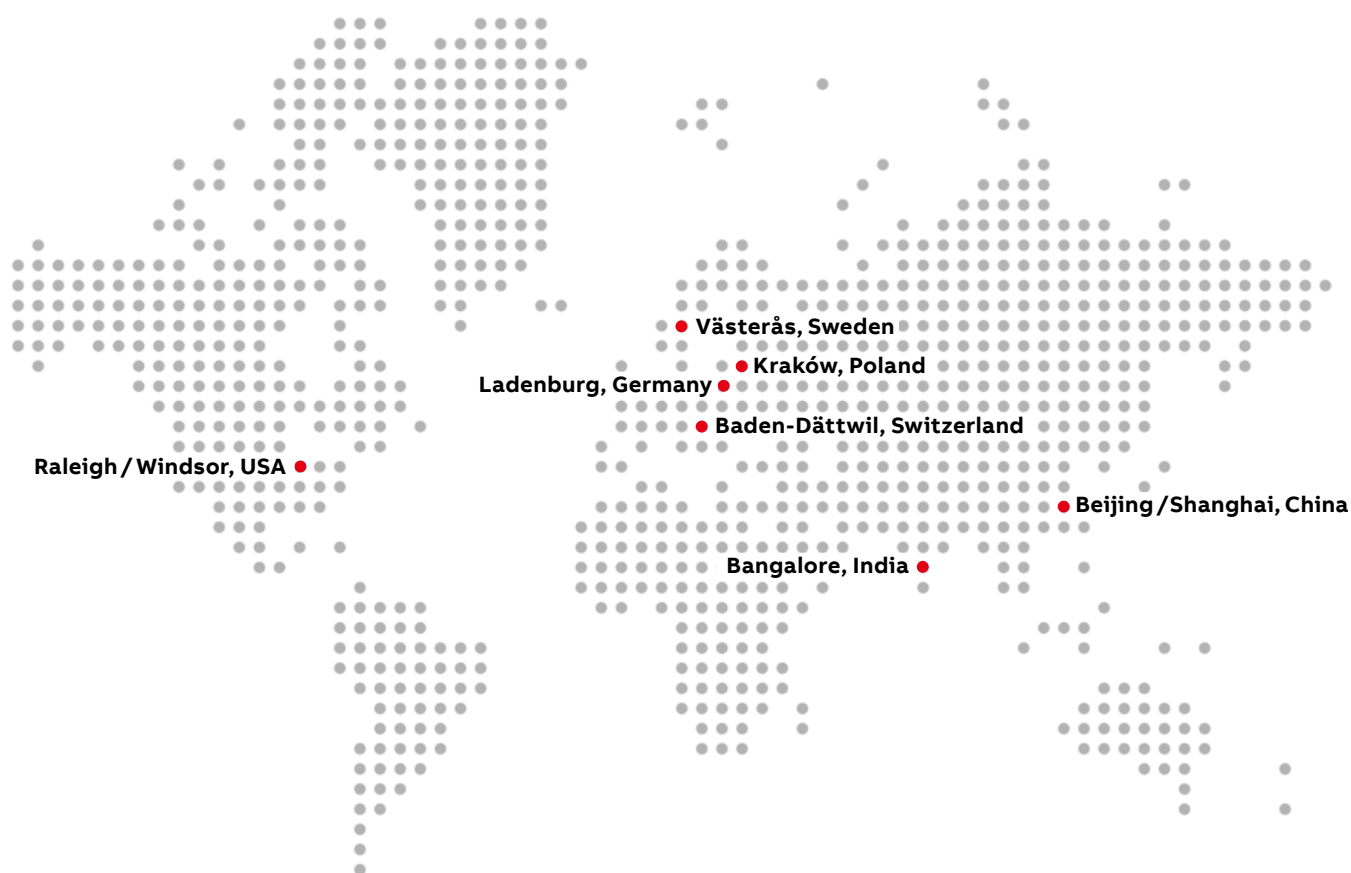 Västerås, Sweden
Kraków, Poland
Ladenburg, Germany
Baden-Dättwil, Switzerland
Raleigh / Windsor, USA
Beijing / Shanghai, China
Bangalore, India